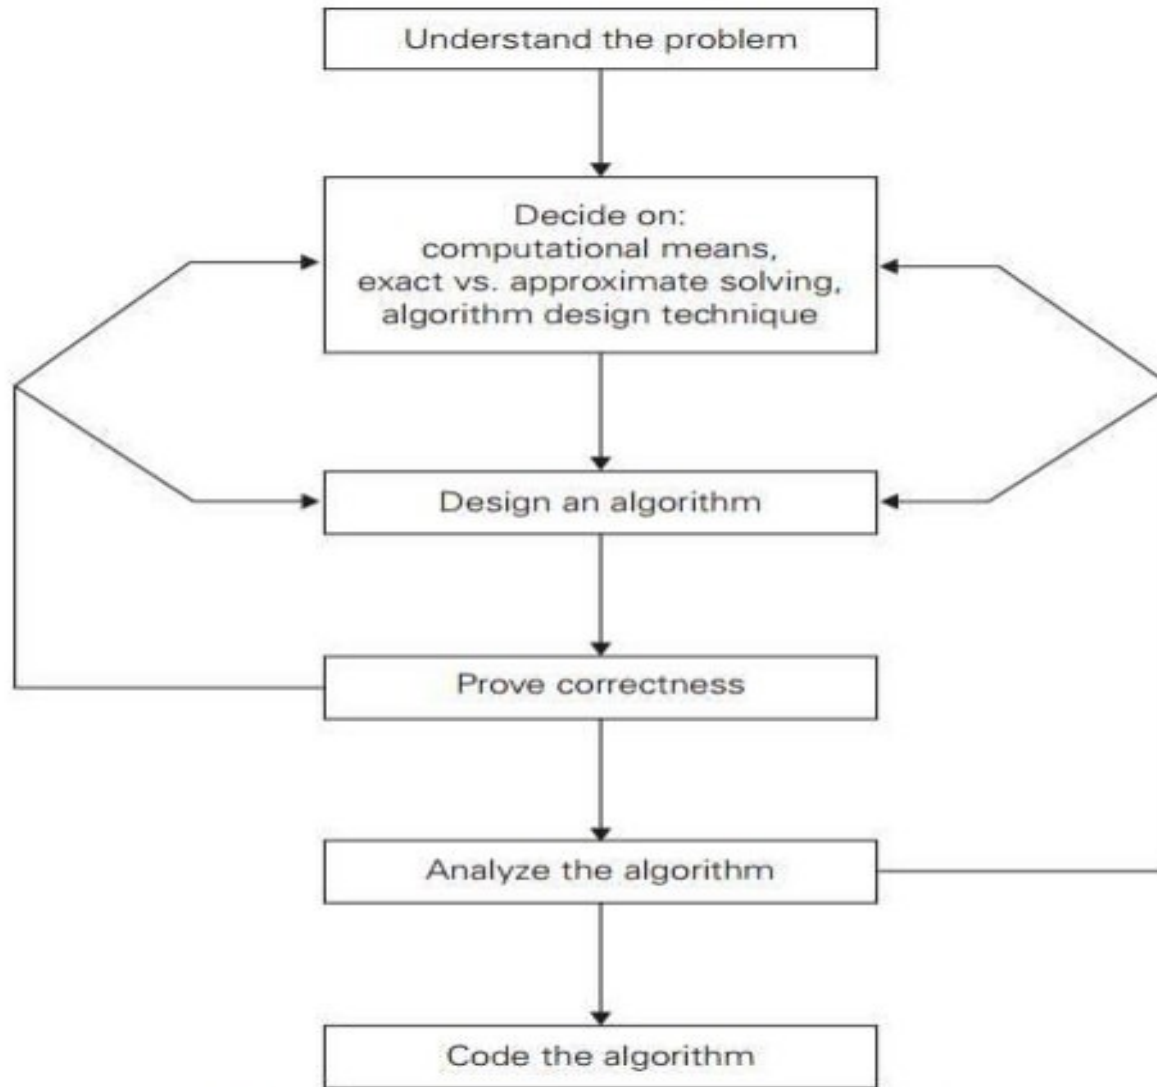 Understand the problem
Decide on:
computational means,
exact vs. approximate solving,
algorithm design technique
Design an algorithm
Prove correctness
Analyze the algorithm
Code the algorithm